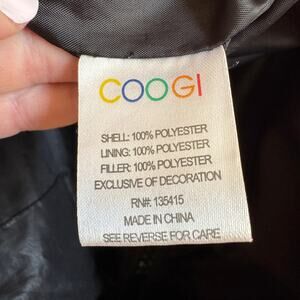 COOGI
SHELL: 100% POLYESTER
LINING: 100% POLYESTER
FILLER: 100% POLYESTER
EXCLUSIVE OF DECORATION
RN#: 135415
MADE IN CHINA
SEE REVERSE FOR CARE